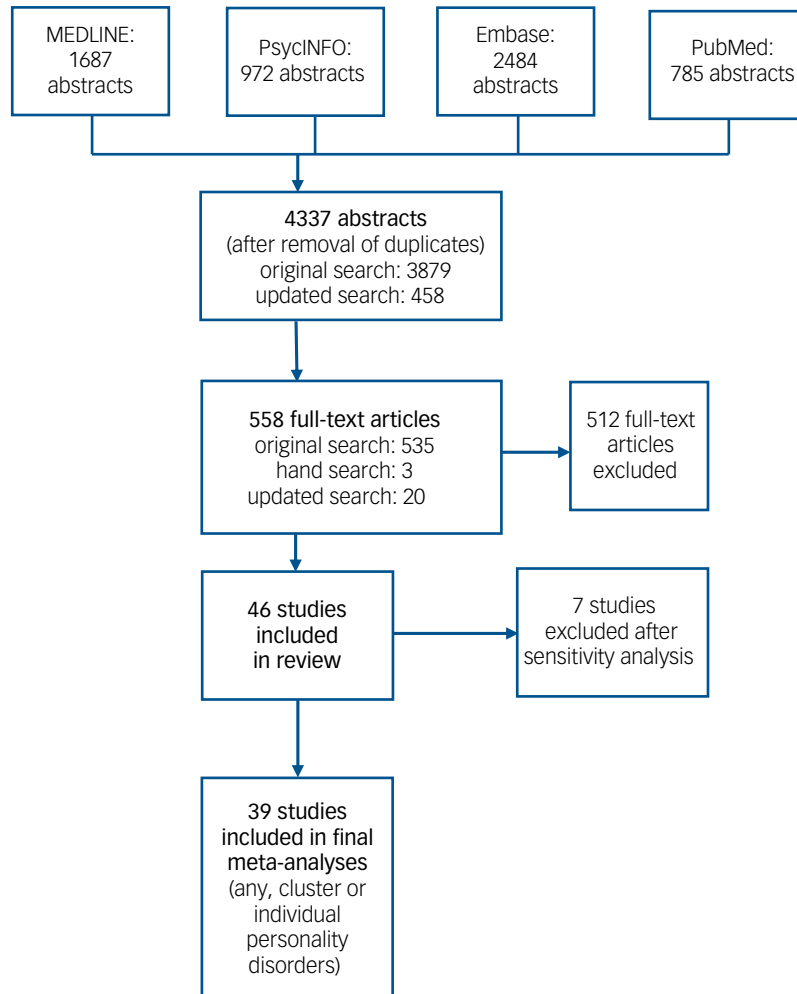 MEDLINE:
1687
abstracts
PsycINFO:
972 abstracts
Embase:
2484
abstracts
PubMed:
785 abstracts
4337 abstracts
(after removal of duplicates)
original search: 3879
updated search: 458
558 full-text articles
original search: 535
hand search: 3
updated search: 20
512 full-text
articles
excluded
46 studies
included
in review
7 studies
excluded after
sensitivity analysis
39 studies
included in final
meta-analyses
(any, cluster or
individual
personality
disorders)